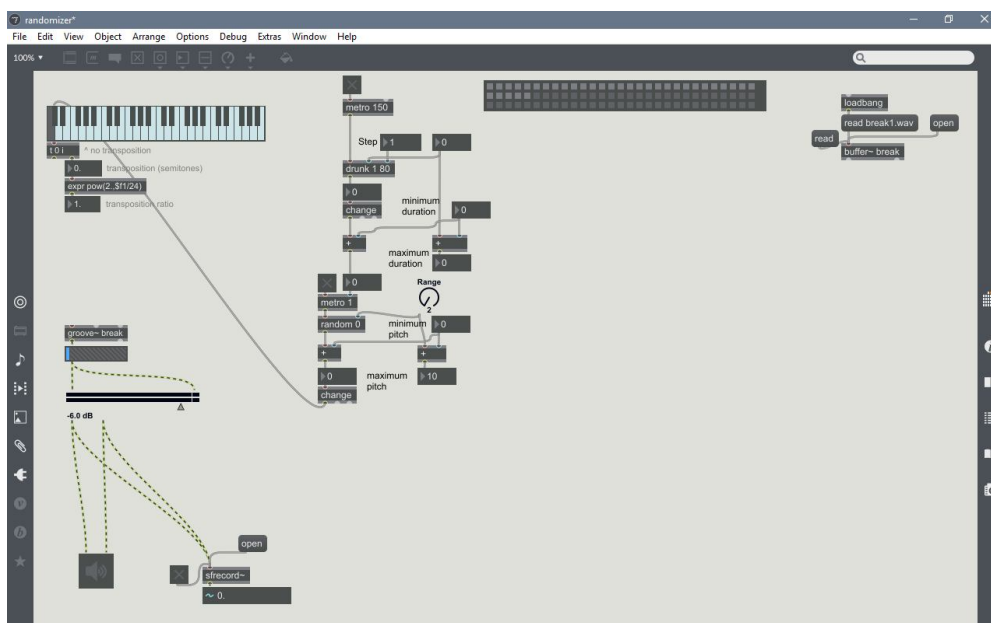 randomizer*
File Edit View Object Arrange Options Debug Extras Window Help
100%
metro 150
loadbang
read break1.wav
open
read
buffer~ break
Step
1
0
t 0 i
^ no transposition
0.
transposition (semitones)
expr pow(2.,$f1/24)
1.
transposition ratio
drunk 1 80
0
change
minimum
duration
0
+
+
maximum
duration
0
0
Range
2
metro 1
random 0
minimum
pitch
0
+
+
0
maximum
pitch
10
change
groove~ break
-6.0 dB
open
sfrecord~
~ 0.